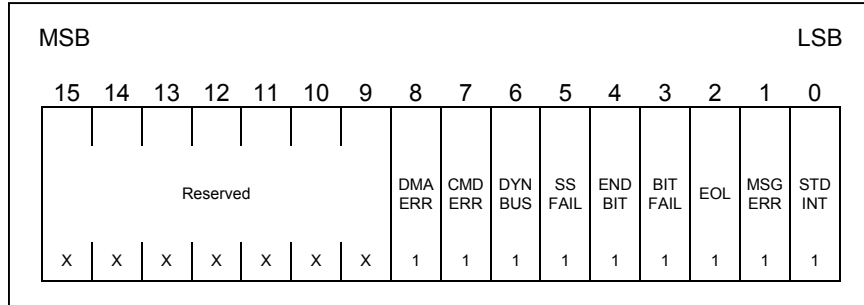 MSB LSB
15 14 13 12 11 10 9 8 7 6 5 4 3 2 1 0
Reserved DMA ERR CMD ERR DYN BUS SS FAIL END BIT BIT FAIL EOL MSG ERR STD INT
X X X X X X X 1 1 1 1 1 1 1 1 1